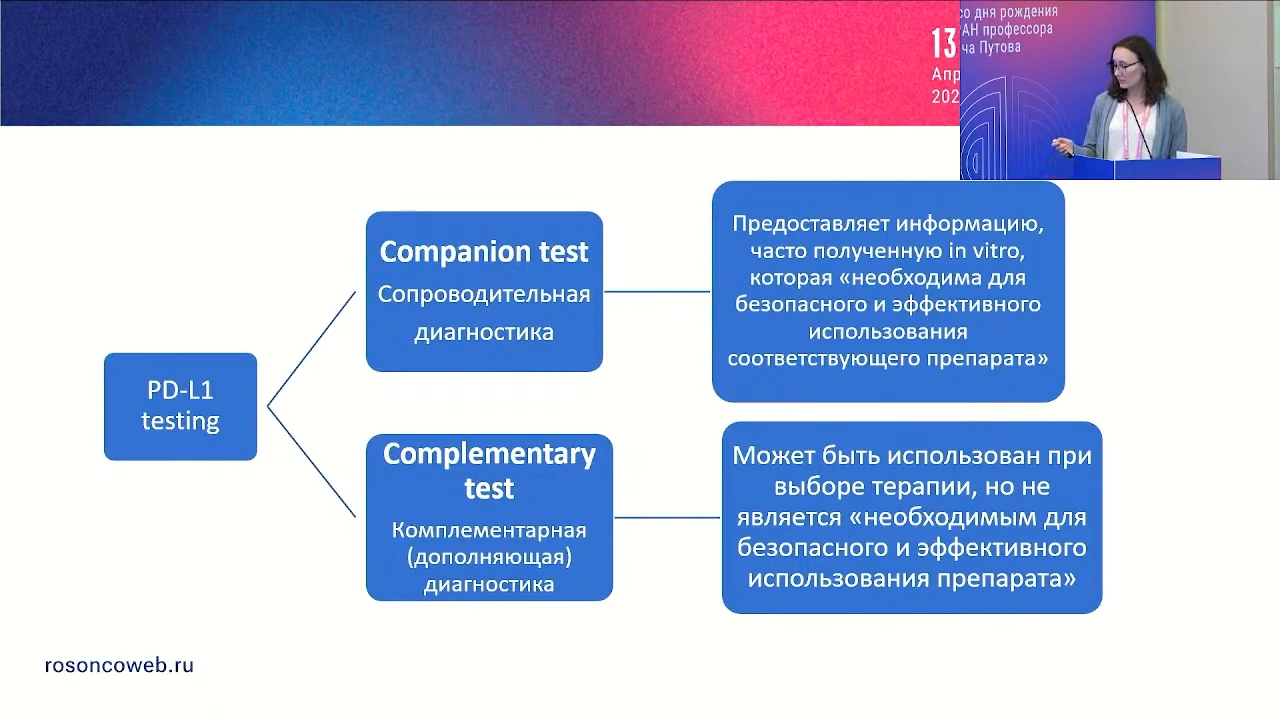 со дня рождения
РАН профессора
ча Путова
13
Апр
202
PD-L1
testing
Companion test
Сопроводительная
диагностика
Предоставляет информацию,
часто полученную in vitro,
которая «необходима для
безопасного и эффективного
использования
соответствующего препарата»
Complementary
test
Комплементарная
(дополняющая)
диагностика
Может быть использован при
выборе терапии, но не
является «необходимым для
безопасного и эффективного
использования препарата»
rosoncoweb.ru